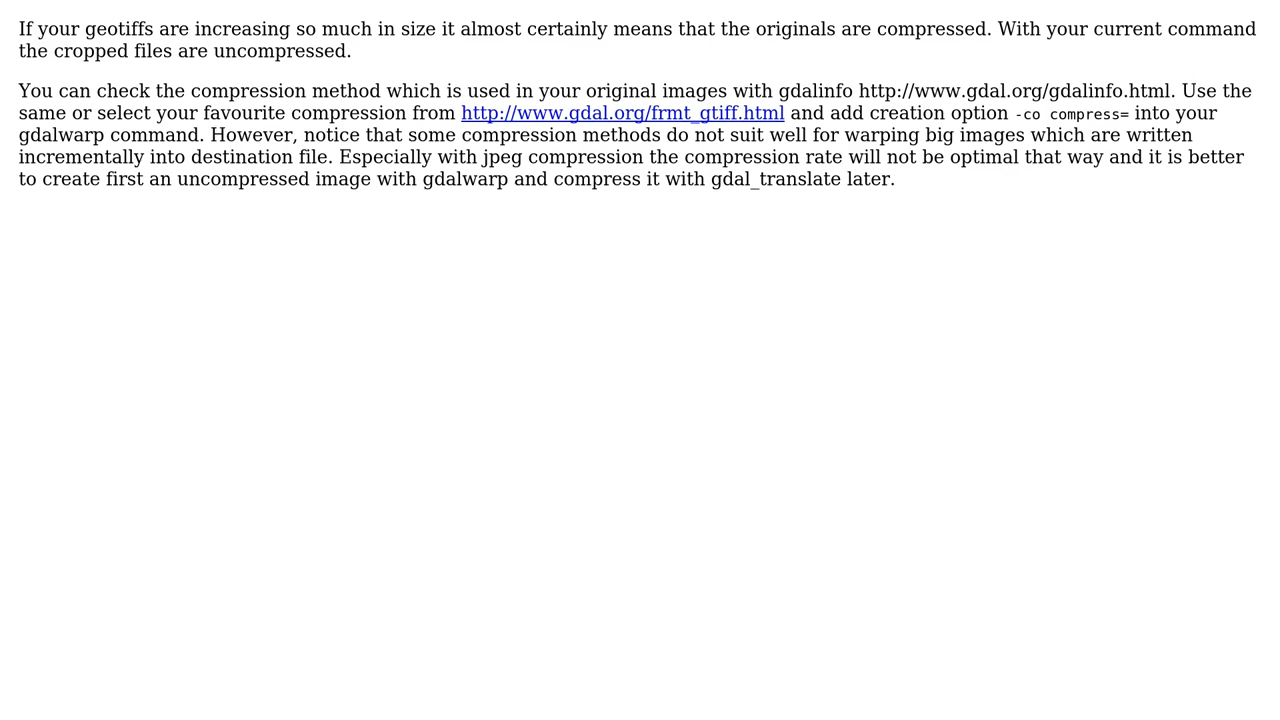 If your geotiffs are increasing so much in size it almost certainly means that the originals are compressed. With your current command
the cropped files are uncompressed.
You can check the compression method which is used in your original images with gdalinfo http://www.gdal.org/gdalinfo.html. Use the
same or select your favourite compression from http://www.gdal.org/frmt_gtiff.html and add creation option -co compress= into your
gdalwarp command. However, notice that some compression methods do not suit well for warping big images which are written
incrementally into destination file. Especially with jpeg compression the compression rate will not be optimal that way and it is better
to create first an uncompressed image with gdalwarp and compress it with gdal_translate later.